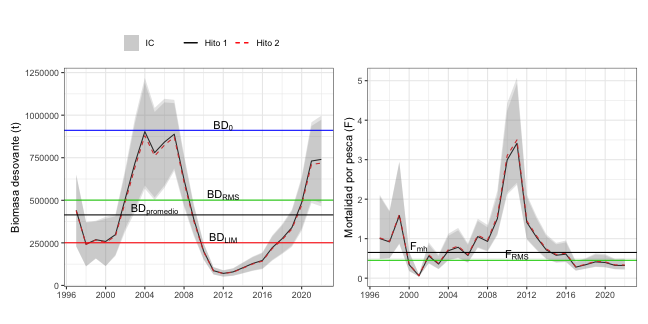 IC Hito 1 Hito 2
Biomasa desovante (t)
1250000
1000000
750000
500000
250000
0
BD0
BDRMS
BDpromedio
BDLIM
1996 2000 2004 2008 2012 2016 2020
Mortalidad por pesca (F)
5
4
3
2
1
0
Fmh
FRMS
1996 2000 2004 2008 2012 2016 2020